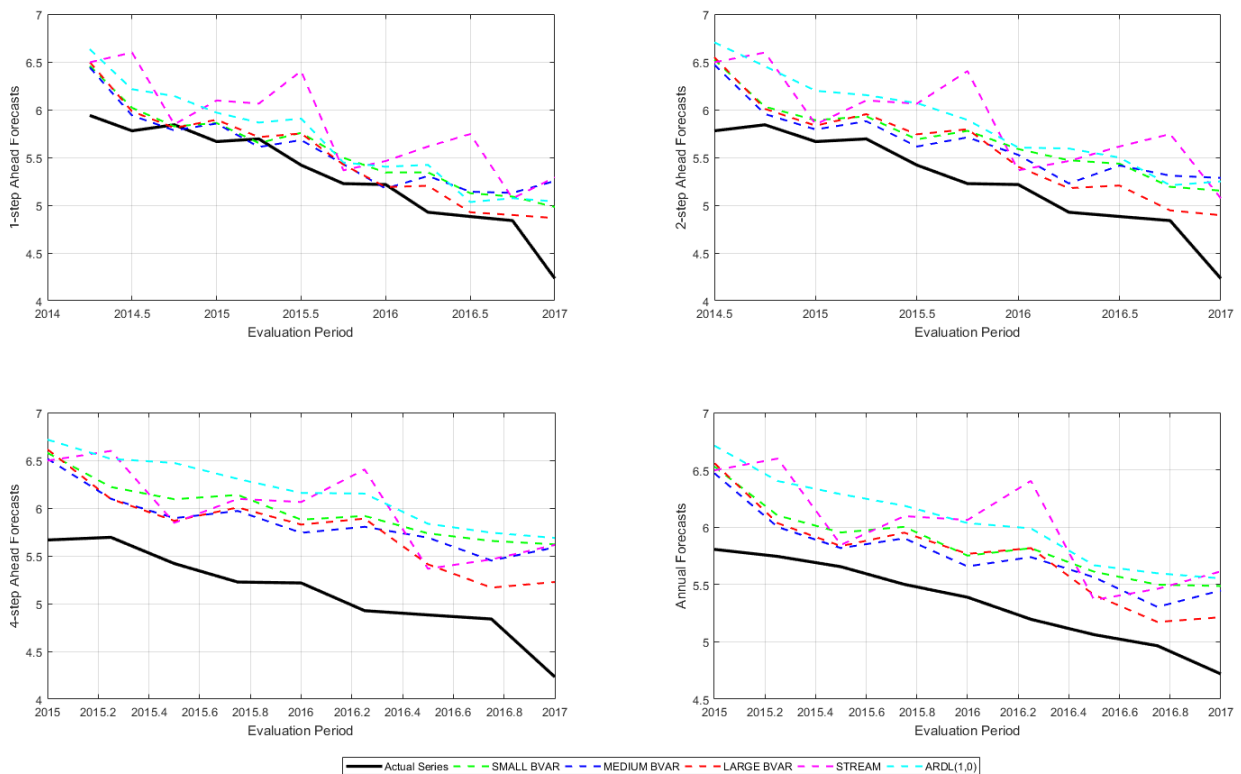 7
6.5
6
5.5
5
4.5
4
1-step Ahead Forecasts
2014 2014.5 2015 2015.5 2016 2016.5 2017
Evaluation Period
7
6.5
6
5.5
5
4.5
4
2-step Ahead Forecasts
2014.5 2015 2015.5 2016 2016.5 2017
Evaluation Period
7
6.5
6
5.5
5
4.5
4
4-step Ahead Forecasts
2015 2015.2 2015.4 2015.6 2015.8 2016 2016.2 2016.4 2016.6 2016.8 2017
Evaluation Period
7
6.5
6
5.5
5
4.5
Annual Forecasts
2015 2015.2 2015.4 2015.6 2015.8 2016 2016.2 2016.4 2016.6 2016.8 2017
Evaluation Period
Actual Series SMALL BVAR MEDIUM BVAR LARGE BVAR STREAM ARDL(1,0)